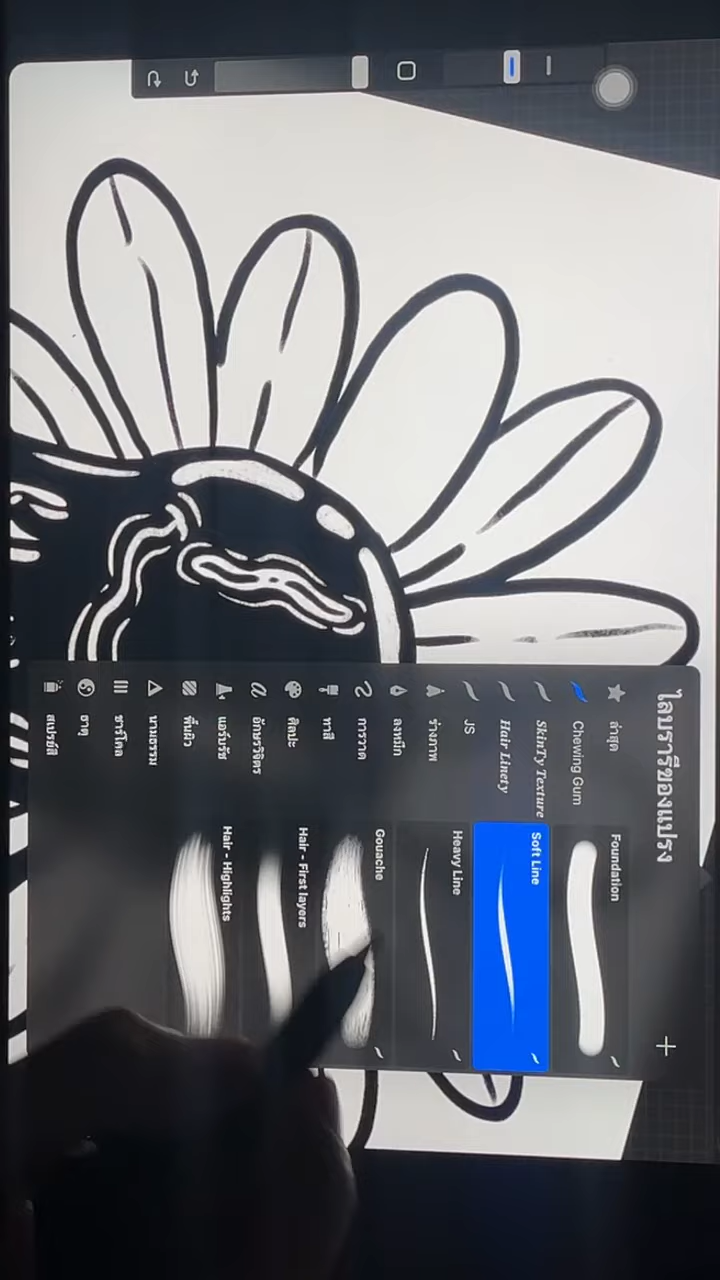 ไลบรารีของแปรง
ล่าสุด
Chewing Gum
SkinTy Texture
Hair Linety
JS
ร่างภาพ
ลงหมึก
การวาด
ทาสี
ศิลปะ
อักษรวิจิตร
แอร์บรัช
พื้นผิว
นามธรรม
ชาร์โคล
ธาตุ
สเปรย์สี
Foundation
Soft Line
Heavy Line
Gouache
Hair - First layers
Hair - Highlights